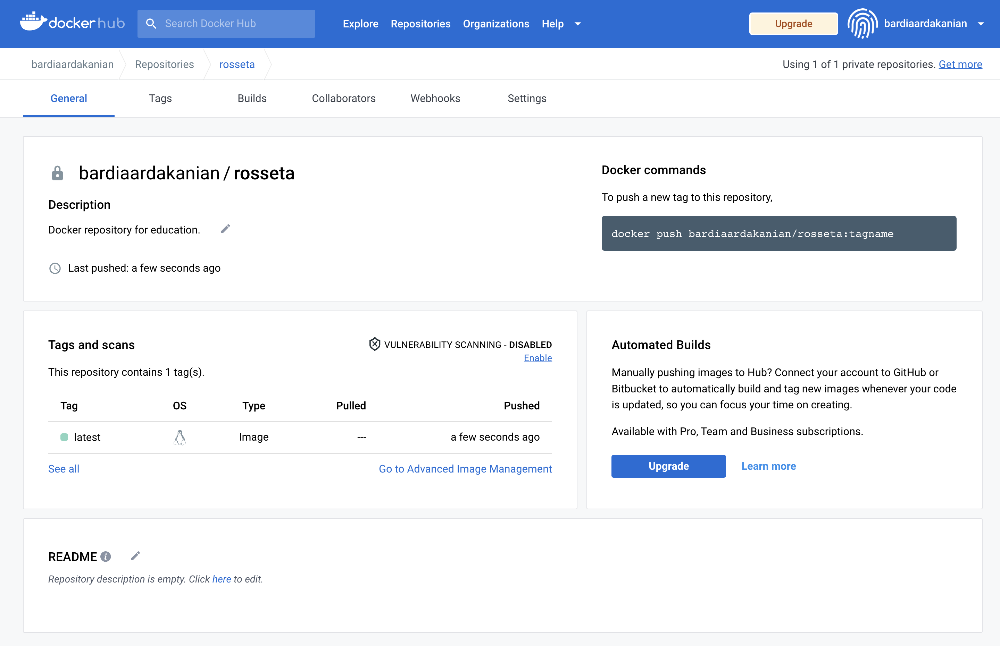 docker hub
Search Docker Hub
Explore Repositories Organizations Help
Upgrade
bardiaardakanian
bardiaardakanian Repositories rosseta
Using 1 of 1 private repositories. Get more
General Tags Builds Collaborators Webhooks Settings
bardiaardakanian / rosseta
Description
Docker repository for education.
Last pushed: a few seconds ago
Docker commands
To push a new tag to this repository,
docker push bardiaardakanian/rosseta:tagname
Tags and scans
VULNERABILITY SCANNING - DISABLED
Enable
This repository contains 1 tag(s).
Tag OS Type Pulled Pushed
latest Image --- a few seconds ago
See all
Go to Advanced Image Management
Automated Builds
Manually pushing images to Hub? Connect your account to GitHub or
Bitbucket to automatically build and tag new images whenever your code
is updated, so you can focus your time on creating.
Available with Pro, Team and Business subscriptions.
Upgrade Learn more
README
Repository description is empty. Click here to edit.